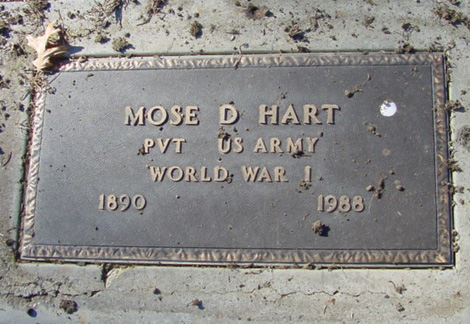 MOSE D HART
PVT US ARMY
WORLD WAR I
1890 1988